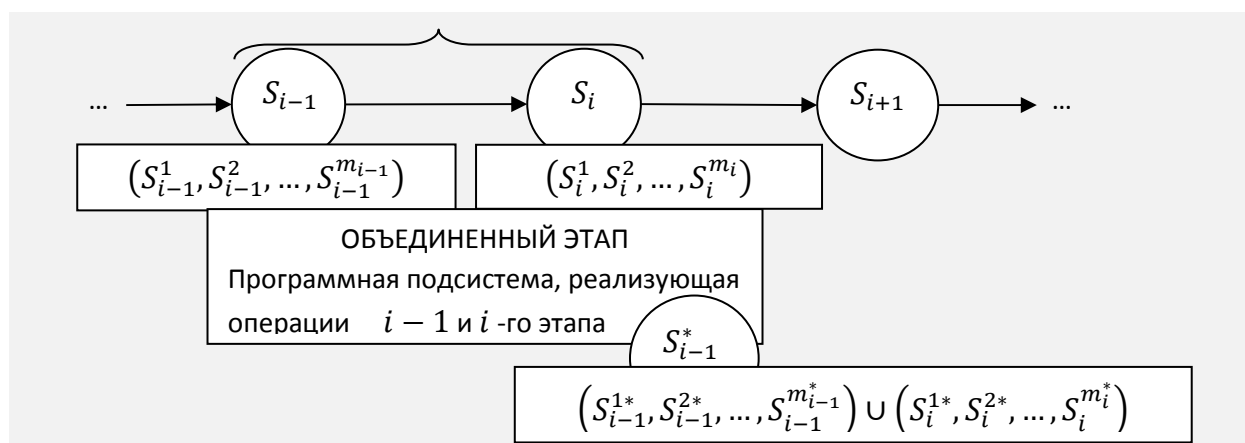 ... S_{i−1} S_i S_{i+1} ...
(S_{i−1}^1, S_{i−1}^2, ..., S_{i−1}^{m_{i−1}}) (S_i^1, S_i^2, ..., S_i^{m_i})
ОБЪЕДИНЕННЫЙ ЭТАП
Программная подсистема, реализующая
операции i − 1 и i -го этапа
S_{i−1}^*
(S_{i−1}^{1*}, S_{i−1}^{2*}, ..., S_{i−1}^{m_{i−1}^*}) ∪ (S_i^{1*}, S_i^{2*}, ..., S_i^{m_i^*})